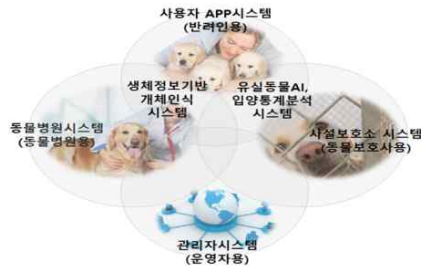 사용자 APP시스템
(반려인용)
생체정보기반
개체인식
시스템
유실동물AI,
입양통계분석
시스템
동물병원시스템
(동물병원용)
시설보호소 시스템
(동물보호사용)
관리자시스템
(운영자용)